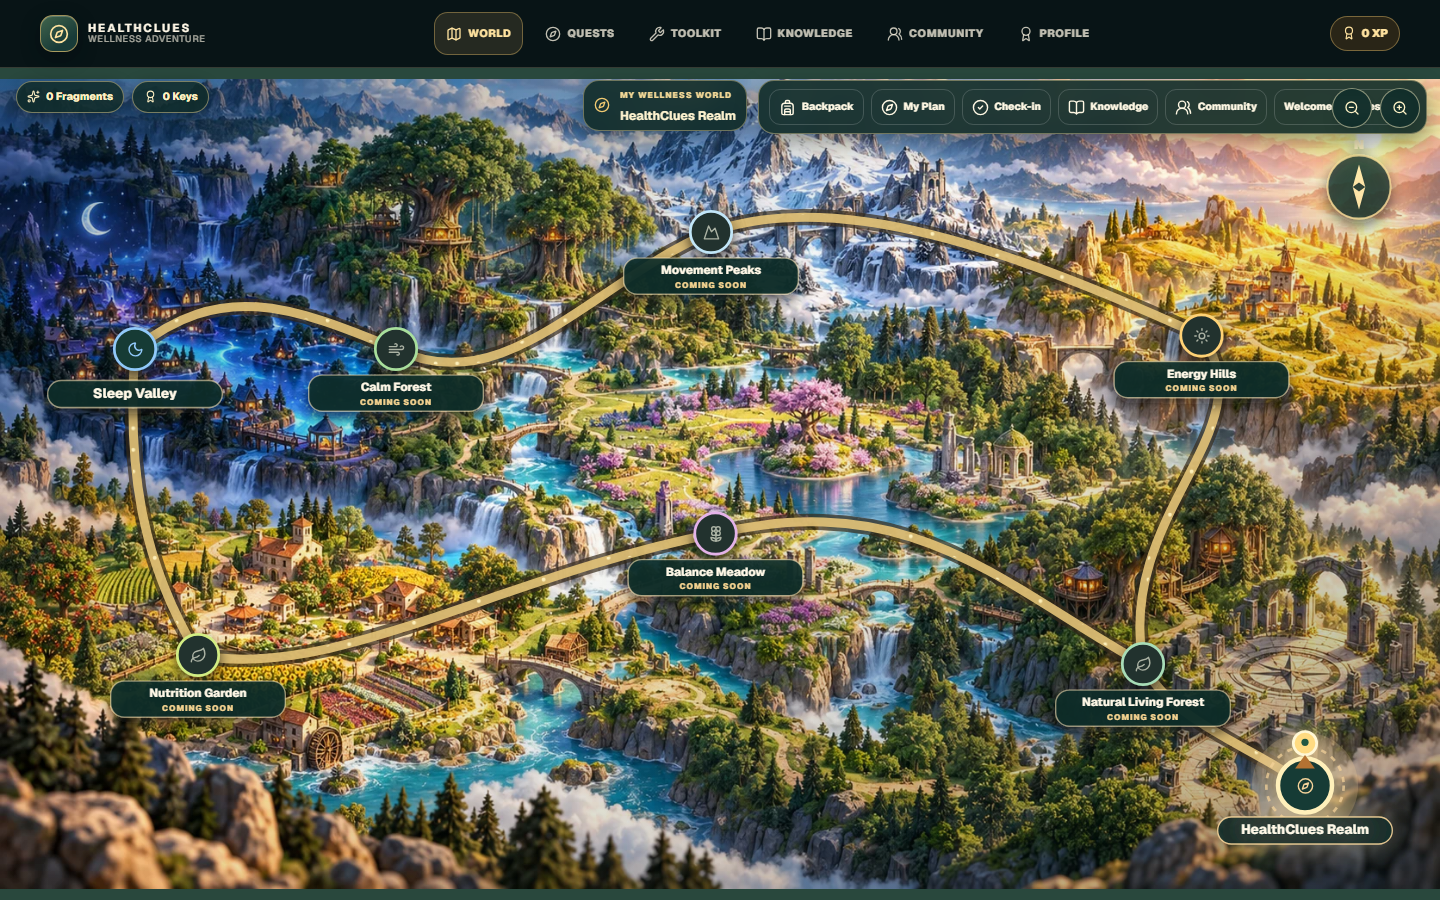 HEALTHCLUES
WELLNESS ADVENTURE
WORLD
QUESTS
TOOLKIT
KNOWLEDGE
COMMUNITY
PROFILE
0 XP
0 Fragments
0 Keys
MY WELLNESS WORLD
HealthClues Realm
Backpack
My Plan
Check-in
Knowledge
Community
Welcome
Movement Peaks
COMING SOON
Sleep Valley
Calm Forest
COMING SOON
Energy Hills
COMING SOON
Balance Meadow
COMING SOON
Nutrition Garden
COMING SOON
Natural Living Forest
COMING SOON
HealthClues Realm